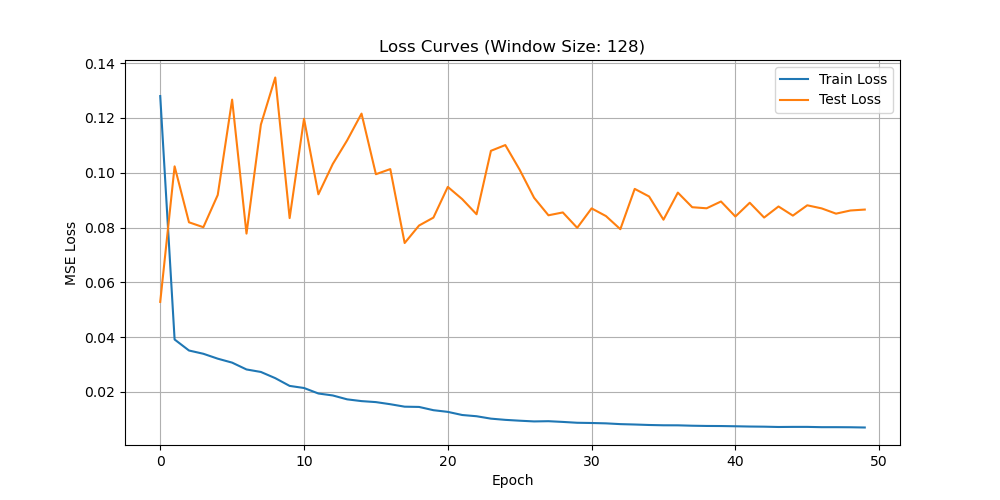 Loss Curves (Window Size: 128)
Train Loss
Test Loss
MSE Loss
0.14
0.12
0.10
0.08
0.06
0.04
0.02
0 10 20 30 40 50
Epoch